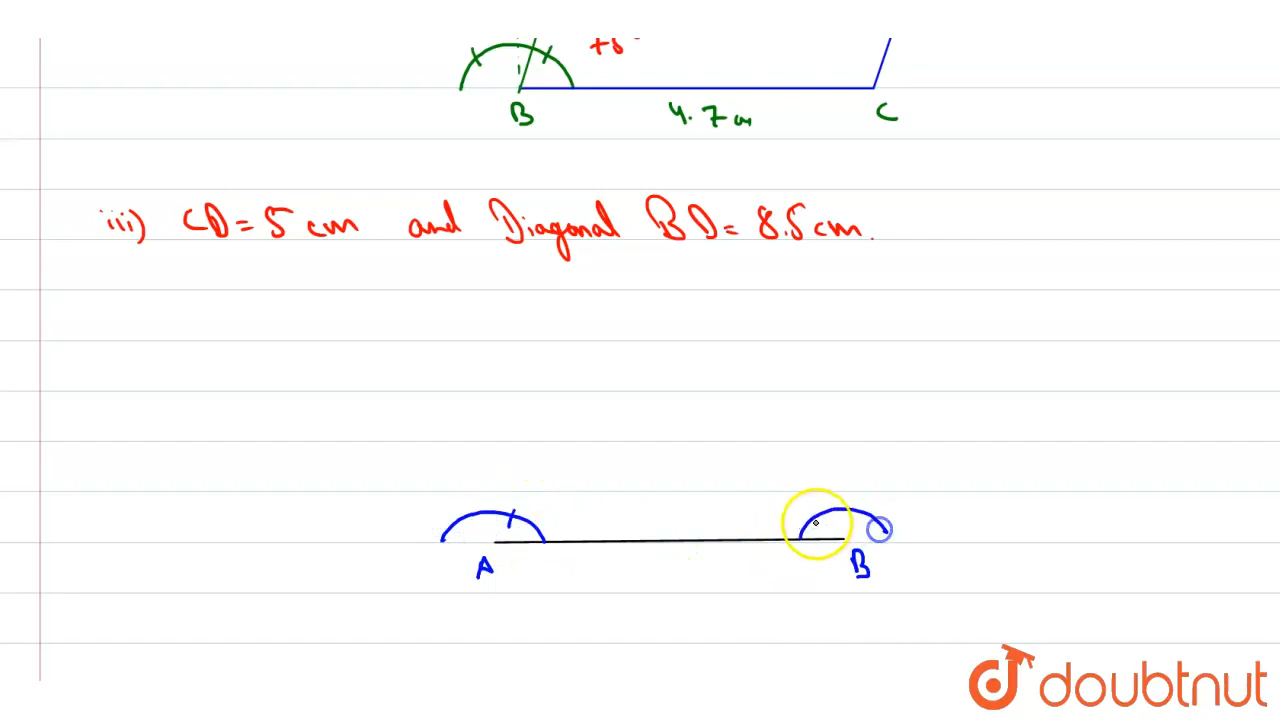 B 4.7 cm C
iii) CD = 5 cm and Diagonal BD = 8.5 cm.
A B
doubtnut